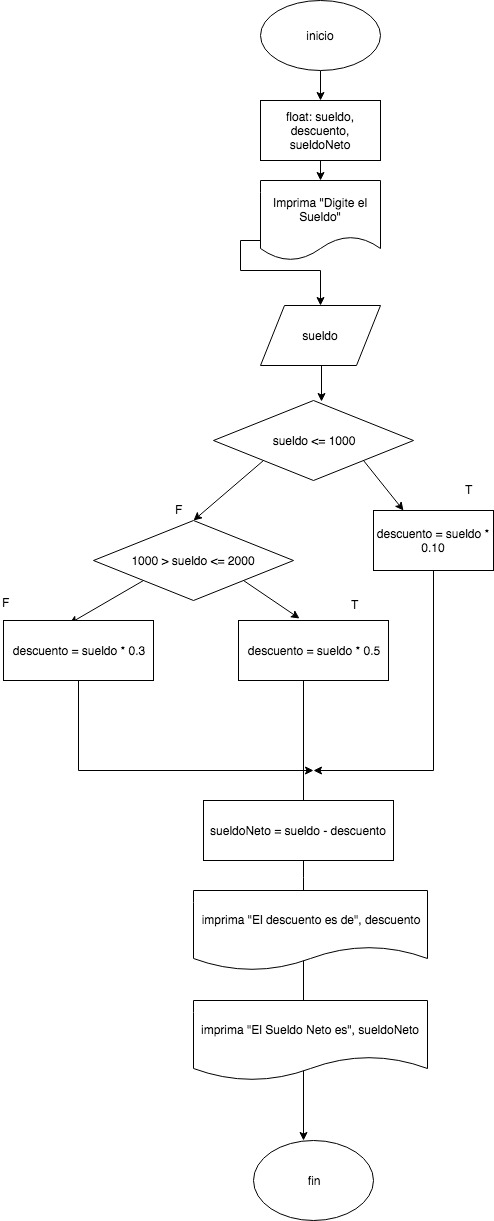 inicio
float: sueldo,
descuento,
sueldoNeto
Imprima "Digite el
Sueldo"
sueldo
sueldo <= 1000
T
F
descuento = sueldo *
0.10
1000 > sueldo <= 2000
F
T
descuento = sueldo * 0.3
descuento = sueldo * 0.5
sueldoNeto = sueldo - descuento
imprima "El descuento es de", descuento
imprima "El Sueldo Neto es", sueldoNeto
fin